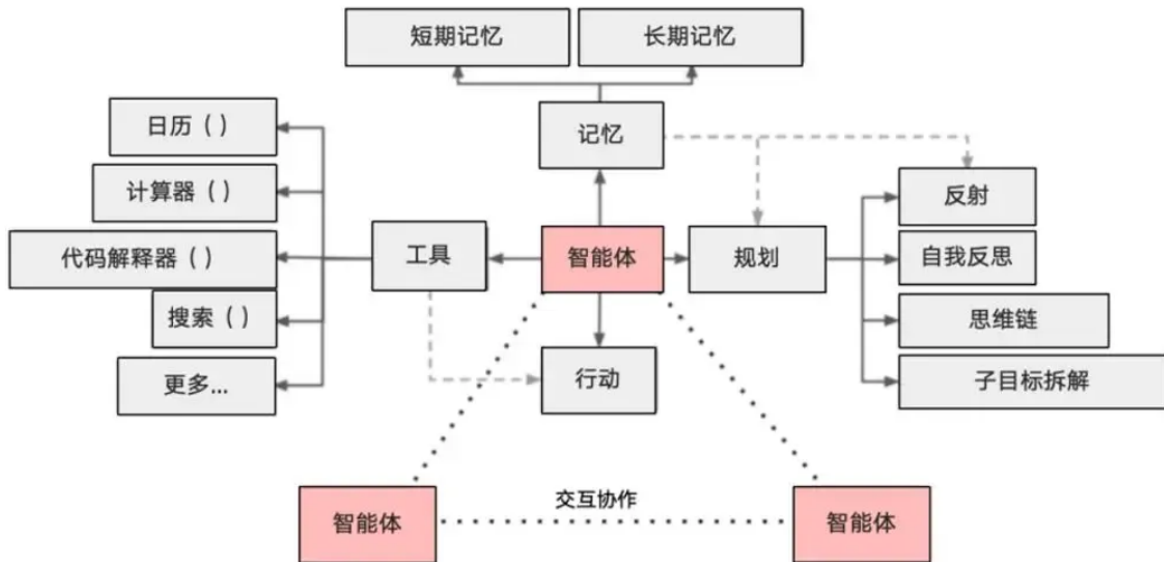 短期记忆
长期记忆
记忆
日历（ ）
计算器（ ）
代码解释器（ ）
搜索（ ）
更多...
工具
智能体
规划
行动
反射
自我反思
思维链
子目标拆解
交互协作
智能体
智能体